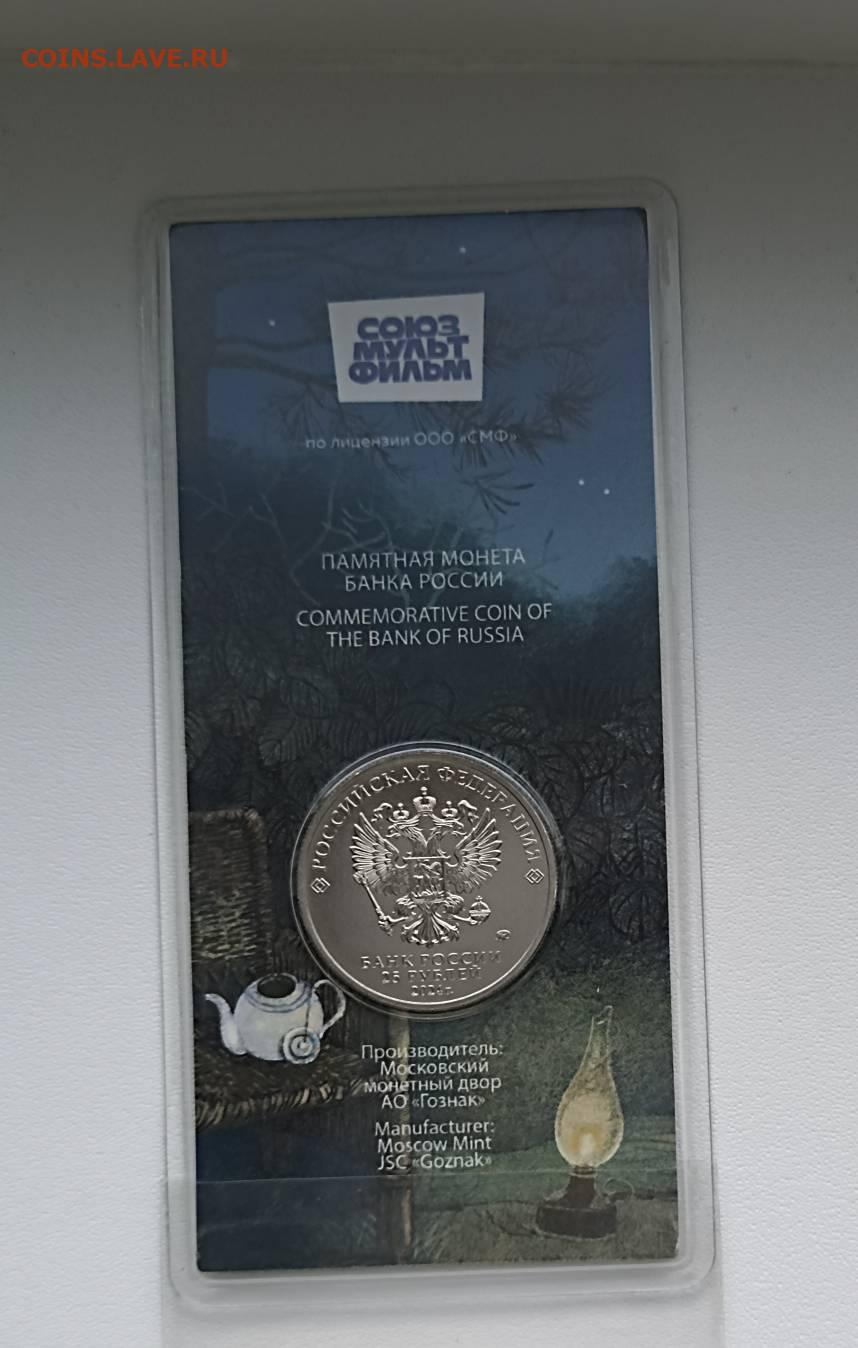 COINS.LAVE.RU
СОЮЗ
МУЛЬТ
ФИЛЬМ
по лицензии ООО «СМФ»
ПАМЯТНАЯ МОНЕТА
БАНКА РОССИИ
COMMEMORATIVE COIN OF
THE BANK OF RUSSIA
РОССИЙСКАЯ ФЕДЕРАЦИЯ
БАНК РОССИИ
25 РУБЛЕЙ
2024 г.
Производитель:
Московский
монетный двор
АО «Гознак»
Manufacturer:
Moscow Mint
JSC «Goznak»